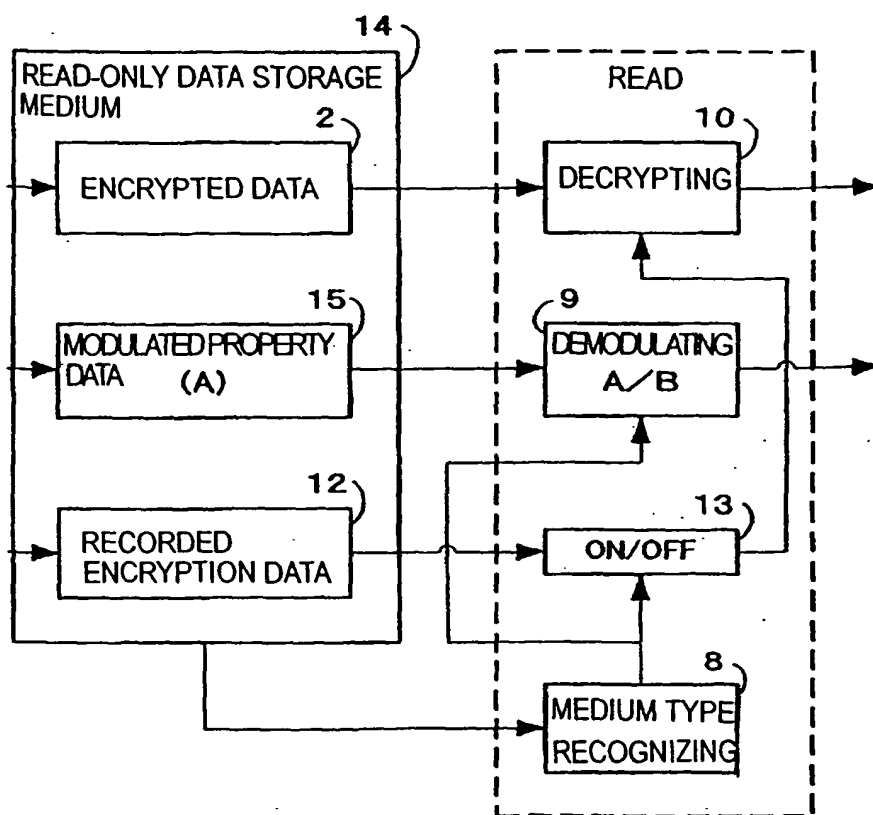 14
READ-ONLY DATA STORAGE
MEDIUM
2
ENCRYPTED DATA
15
MODULATED PROPERTY
DATA (A)
12
RECORDED
ENCRYPTION DATA
READ
10
DECRYPTING
9
DEMODULATING
A/B
13
ON/OFF
8
MEDIUM TYPE
RECOGNIZING